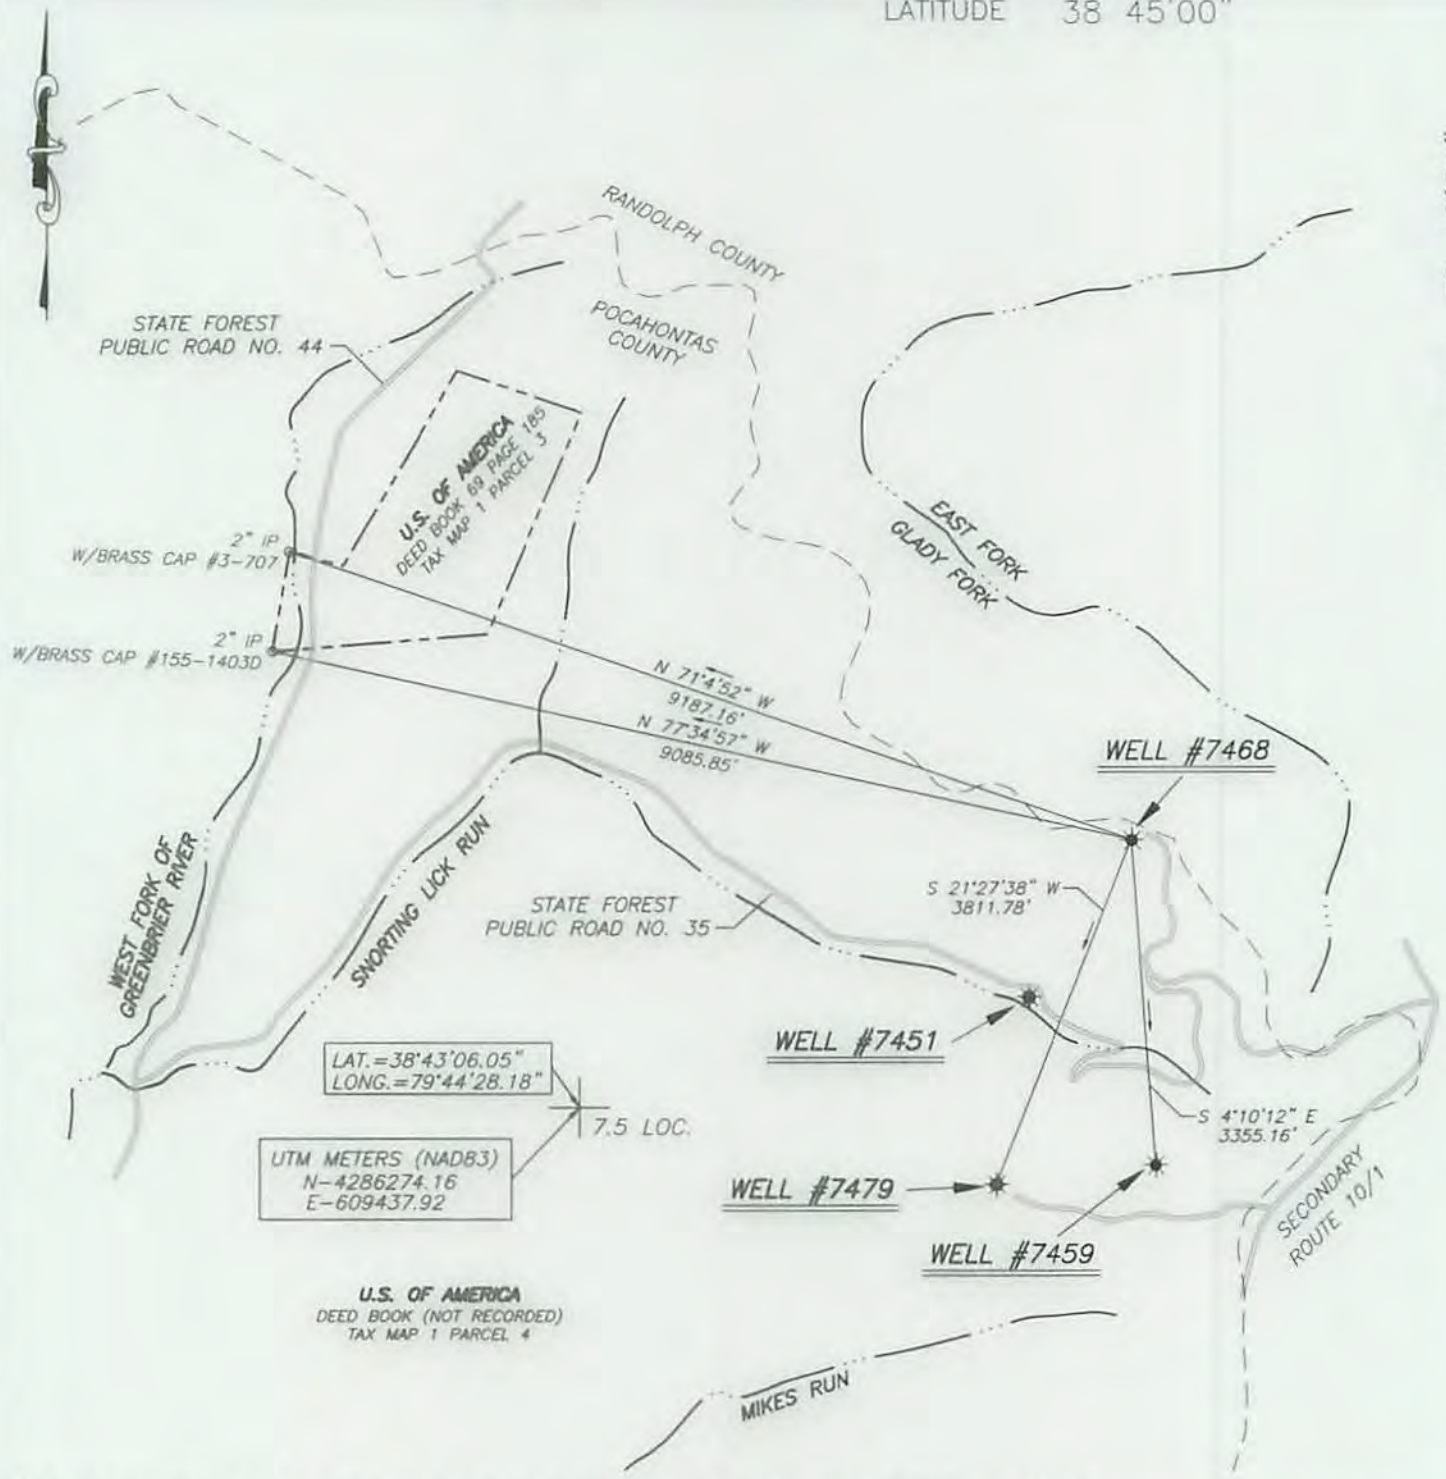 LATITUDE 38 45'00"
RANDOLPH COUNTY
POCAHONTAS
COUNTY
STATE FOREST
PUBLIC ROAD NO. 44
U.S. OF AMERICA
DEED BOOK 69 PAGE 185
TAX MAP 1 PARCEL 3
2" IP
W/BRASS CAP #3-707
2" IP
W/BRASS CAP #155-1403D
EAST FORK
GLADY FORK
N 71°4'52" W
9187.16'
N 77°34'57" W
9085.85'
WELL #7468
WEST FORK OF
GREENBRIER RIVER
SNORTING LICK RUN
STATE FOREST
PUBLIC ROAD NO. 35
S 21°27'38" W
3811.78'
WELL #7451
LAT.=38°43'06.05"
LONG.=79°44'28.18"
7.5 LOC.
UTM METERS (NAD83)
N-4286274.16
E-609437.92
S 4°10'12" E
3355.16'
WELL #7479
WELL #7459
SECONDARY
ROUTE 10/1
U.S. OF AMERICA
DEED BOOK (NOT RECORDED)
TAX MAP 1 PARCEL 4
MIKES RUN